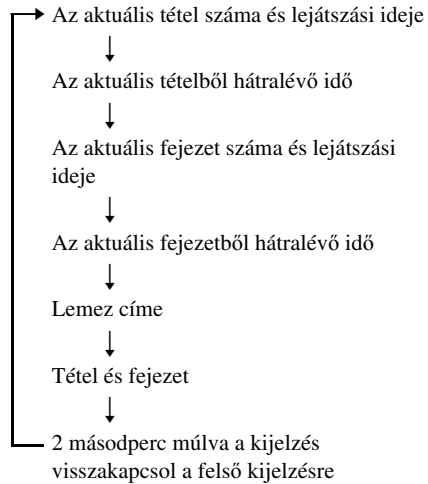 Az aktuális tétel száma és lejátszási ideje
Az aktuális tételből hátralévő idő
Az aktuális fejezet száma és lejátszási
ideje
Az aktuális fejezetből hátralévő idő
Lemez címe
Tétel és fejezet
2 másodperc múlva a kijelzés
visszakapcsol a felső kijelzésre